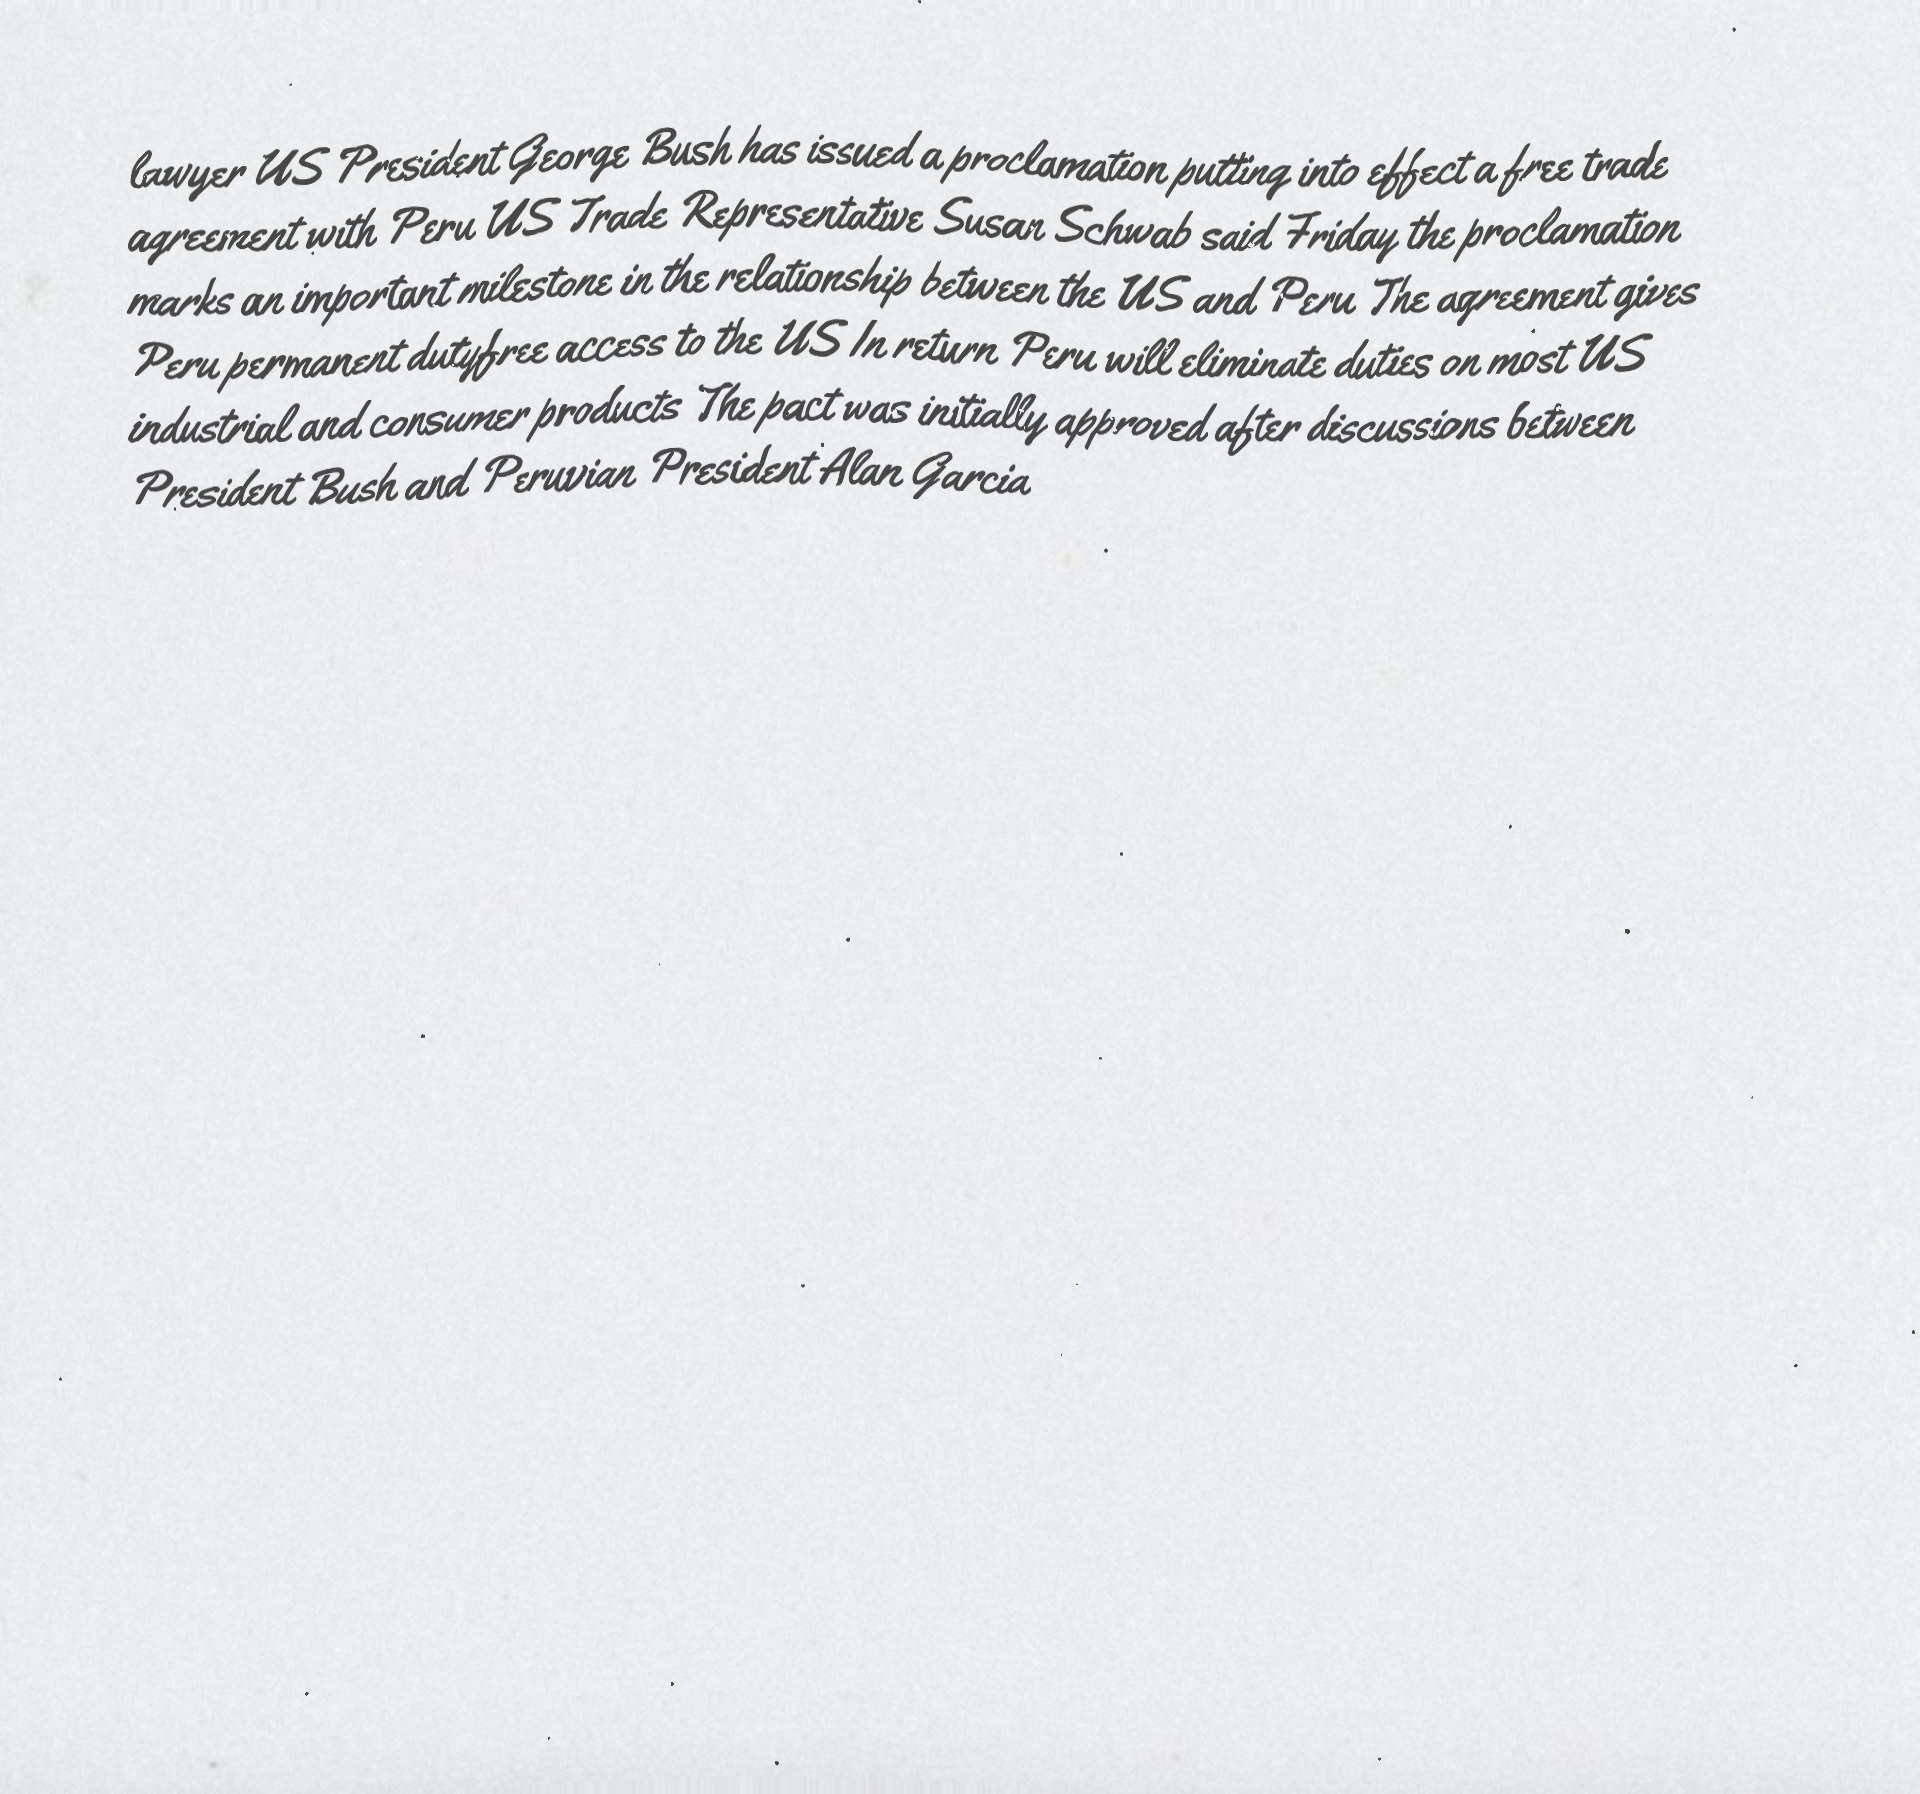 lawyer US President George Bush has issued a proclamation putting into effect a free trade
agreement with Peru US Trade Representative Susan Schwab said Friday the proclamation
marks an important milestone in the relationship between the US and Peru The agreement gives
Peru permanent dutyfree access to the US In return Peru will eliminate duties on most US
industrial and consumer products The pact was initially approved after discussions between
President Bush and Peruvian President Alan Garcia